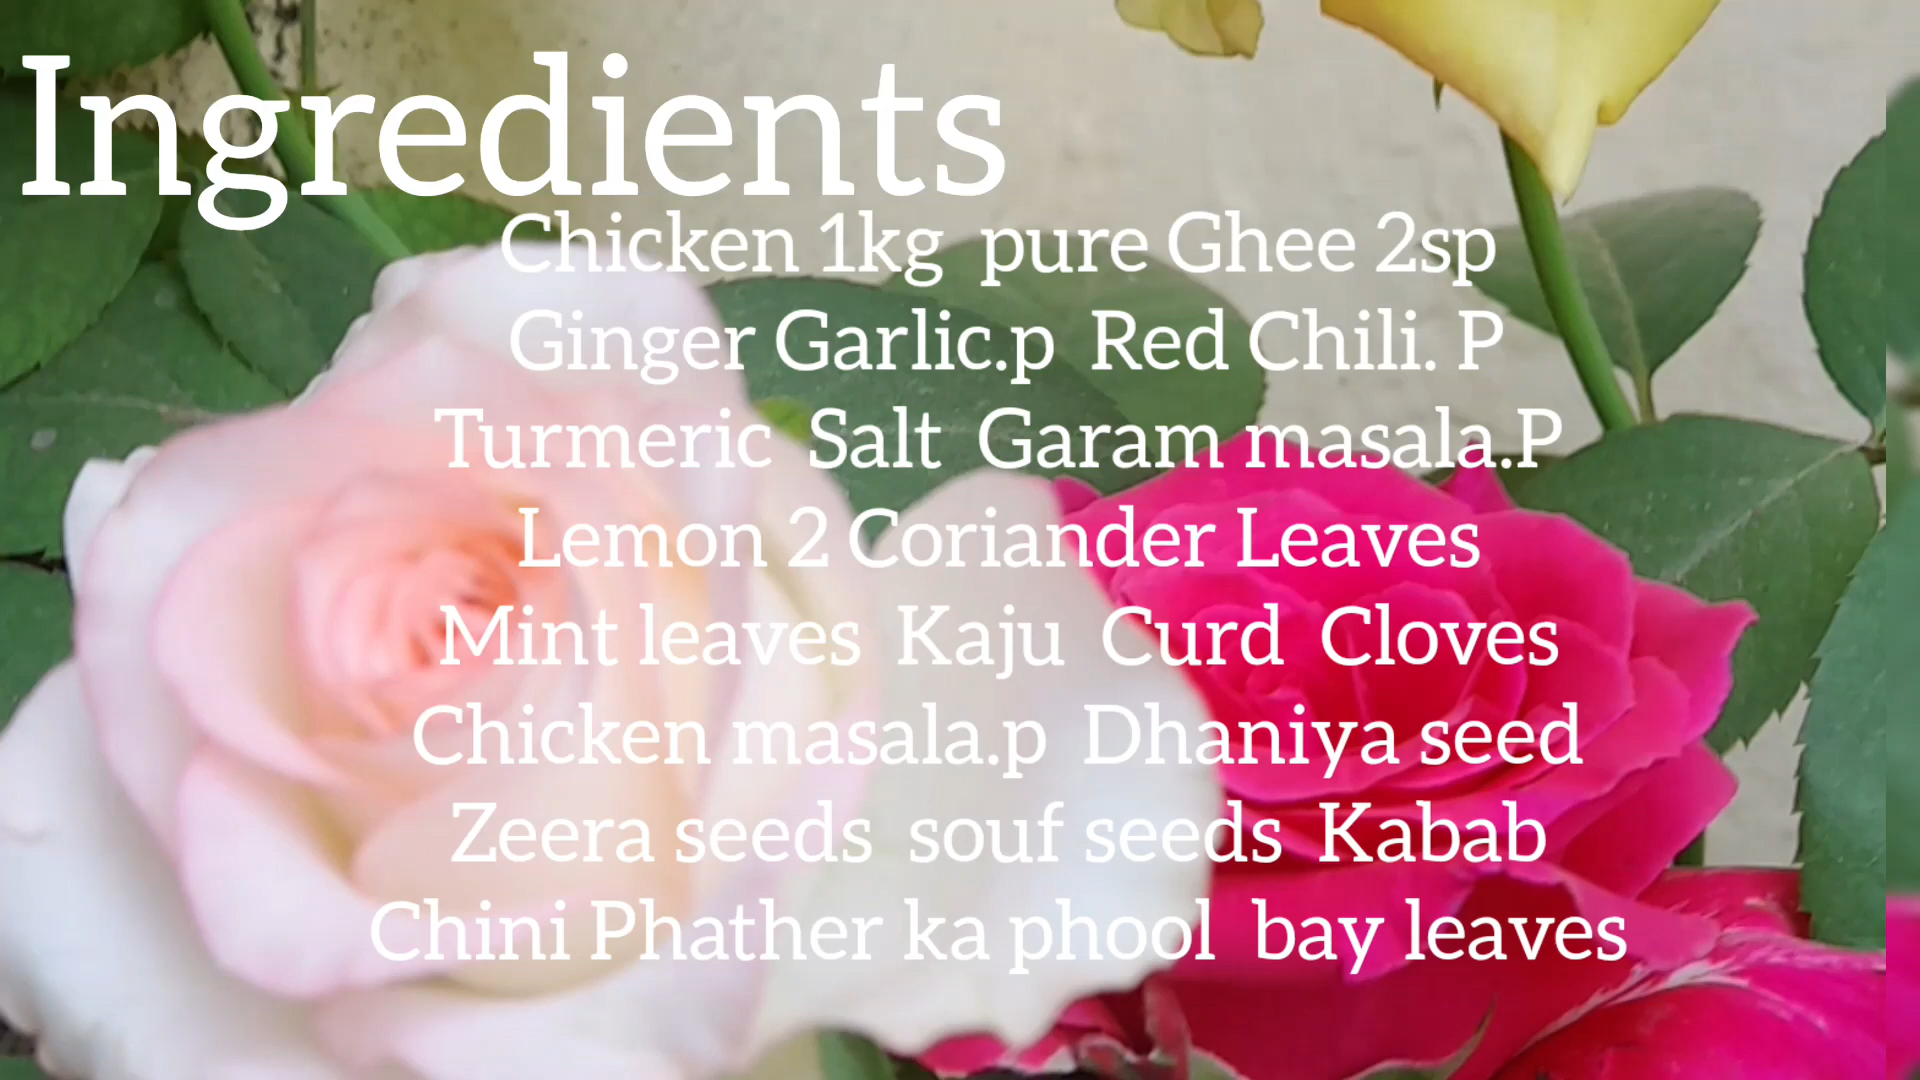 Ingredients
Chicken 1kg pure Ghee 2sp
Ginger Garlic.p Red Chili. P
Turmeric Salt Garam masala.P
Lemon 2 Coriander Leaves
Mint leaves Kaju Curd Cloves
Chicken masala.p Dhaniya seed
Zeera seeds souf seeds Kabab
Chini Phather ka phool bay leaves